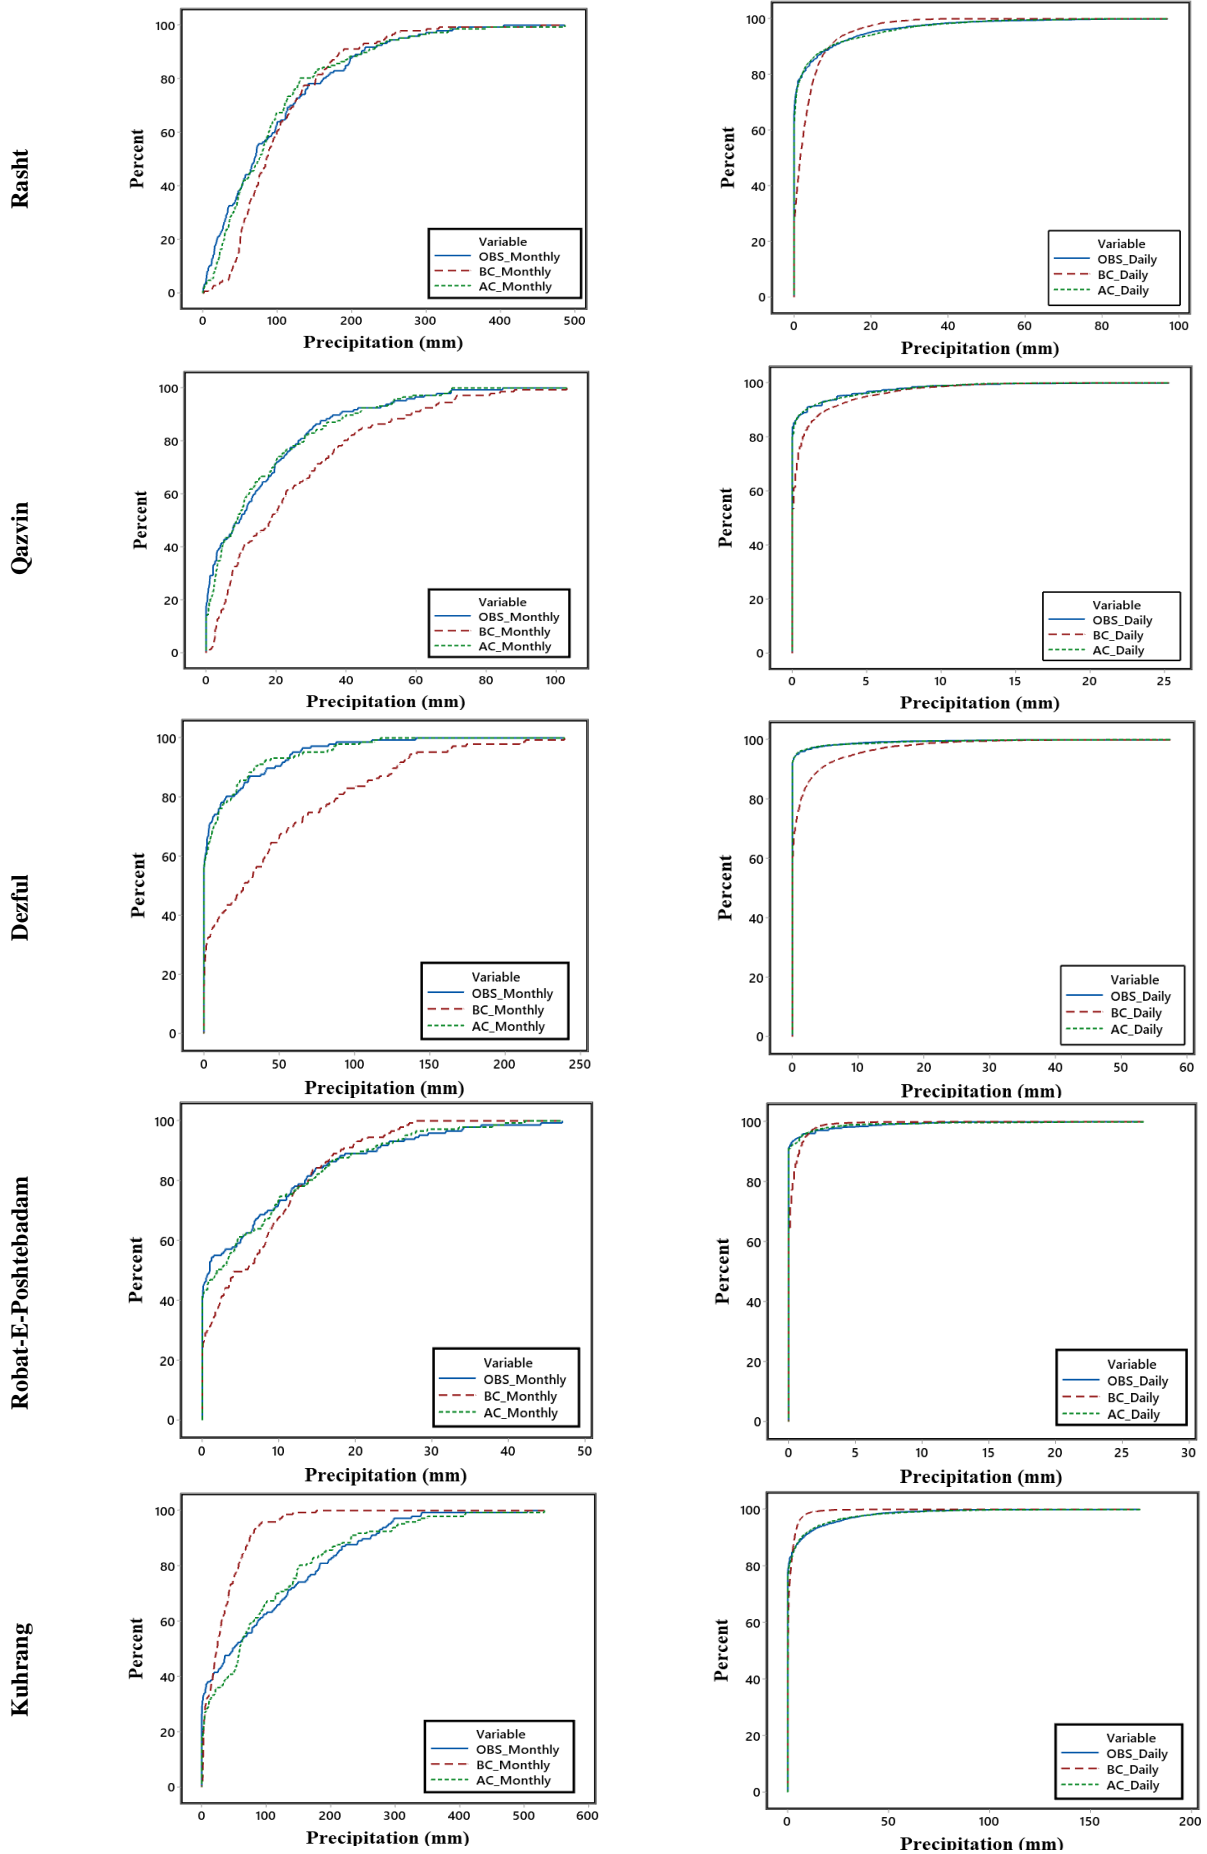 Rasht
Percent
100
80
60
40
20
0
Variable
OBS_Monthly
BC_Monthly
AC_Monthly
0 100 200 300 400 500
Precipitation (mm)
Percent
100
80
60
40
20
0
Variable
OBS_Daily
BC_Daily
AC_Daily
0 20 40 60 80 100
Precipitation (mm)
Qazvin
Percent
100
80
60
40
20
0
Variable
OBS_Monthly
BC_Monthly
AC_Monthly
0 20 40 60 80 100
Precipitation (mm)
Percent
100
80
60
40
20
0
Variable
OBS_Daily
BC_Daily
AC_Daily
0 5 10 15 20 25
Precipitation (mm)
Dezful
Percent
100
80
60
40
20
0
Variable
OBS_Monthly
BC_Monthly
AC_Monthly
0 50 100 150 200 250
Precipitation (mm)
Percent
100
80
60
40
20
0
Variable
OBS_Daily
BC_Daily
AC_Daily
0 10 20 30 40 50 60
Precipitation (mm)
Robat-E-Poshtebadam
Percent
100
80
60
40
20
0
Variable
OBS_Monthly
BC_Monthly
AC_Monthly
0 10 20 30 40 50
Precipitation (mm)
Percent
100
80
60
40
20
0
Variable
OBS_Daily
BC_Daily
AC_Daily
0 5 10 15 20 25 30
Precipitation (mm)
Kuhrang
Percent
100
80
60
40
20
0
Variable
OBS_Monthly
BC_Monthly
AC_Monthly
0 100 200 300 400 500 600
Precipitation (mm)
Percent
100
80
60
40
20
0
Variable
OBS_Daily
BC_Daily
AC_Daily
0 50 100 150 200
Precipitation (mm)